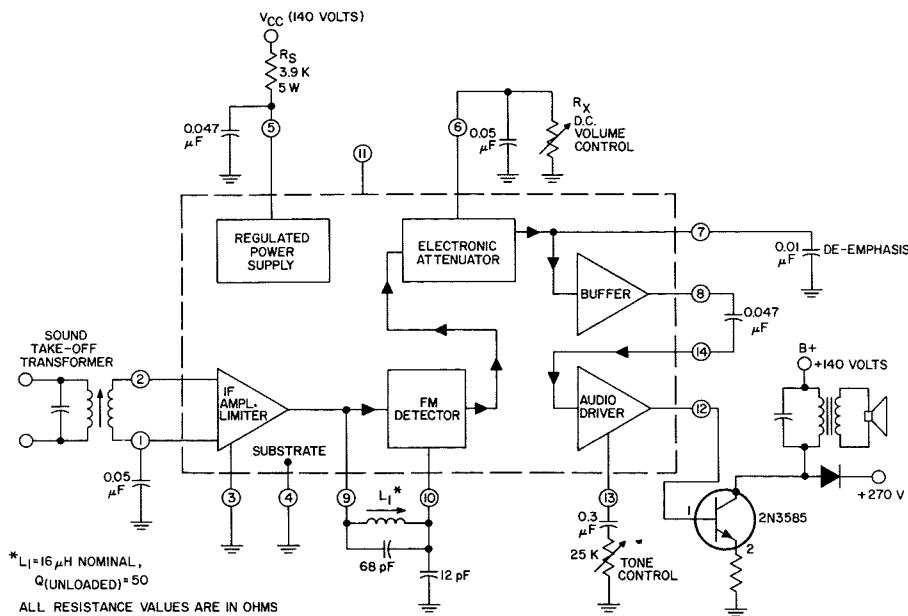 VCC (140 VOLTS)
RS
3.9 K
5 W
0.047
μF
5
11
6
0.05
μF
RX
D.C.
VOLUME
CONTROL
REGULATED
POWER
SUPPLY
ELECTRONIC
ATTENUATOR
7
0.01
μF
DE-EMPHASIS
BUFFER
8
0.047
μF
14
SOUND
TAKE-OFF
TRANSFORMER
2
1
0.05
μF
IF
AMPL.-
LIMITER
FM
DETECTOR
AUDIO
DRIVER
12
B+
+140 VOLTS
+270 V
SUBSTRATE
3
4
9
10
13
L1*
68 pF
12 pF
0.3
μF
25 K
TONE
CONTROL
1
2N3585
2
*L1=16 μH NOMINAL,
Q(UNLOADED)=50
ALL RESISTANCE VALUES ARE IN OHMS